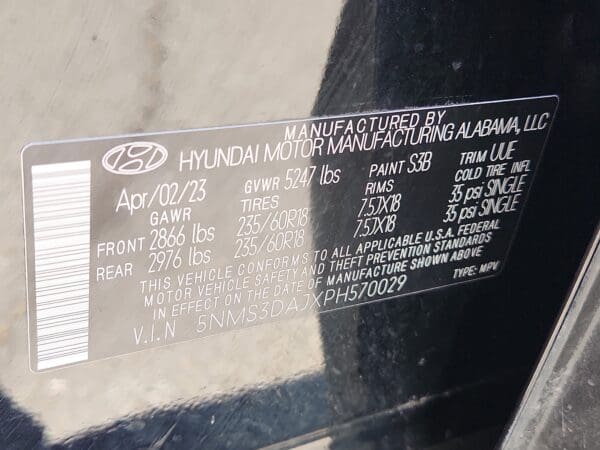 MANUFACTURED BY
HYUNDAI MOTOR MANUFACTURING ALABAMA, LLC
Apr/02/23 GVWR 5247 lbs PAINT S3B TRIM UUE
GAWR TIRES RIMS COLD TIRE INFL
FRONT 2866 lbs 235/60R18 7.5JX18 35 psi SINGLE
REAR 2976 lbs 235/60R18 7.5JX18 35 psi SINGLE
THIS VEHICLE CONFORMS TO ALL APPLICABLE U.S.A. FEDERAL
MOTOR VEHICLE SAFETY AND THEFT PREVENTION STANDARDS
IN EFFECT ON THE DATE OF MANUFACTURE SHOWN ABOVE
V.I.N 5NMS3DAJXPH570029 TYPE: MPV